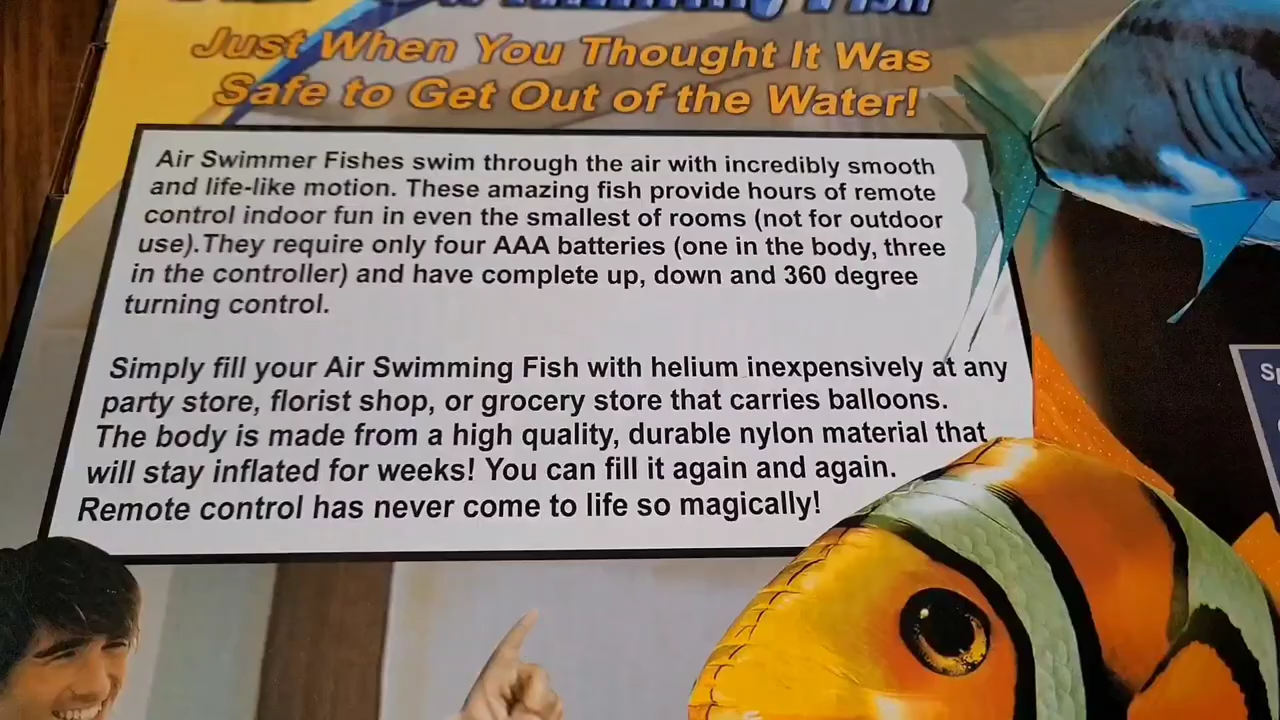 Swimming Fish
Just When You Thought It Was
Safe to Get Out of the Water!
Air Swimmer Fishes swim through the air with incredibly smooth
and life-like motion. These amazing fish provide hours of remote
control indoor fun in even the smallest of rooms (not for outdoor
use).They require only four AAA batteries (one in the body, three
in the controller) and have complete up, down and 360 degree
turning control.
Simply fill your Air Swimming Fish with helium inexpensively at any
party store, florist shop, or grocery store that carries balloons.
The body is made from a high quality, durable nylon material that
will stay inflated for weeks! You can fill it again and again.
Remote control has never come to life so magically!